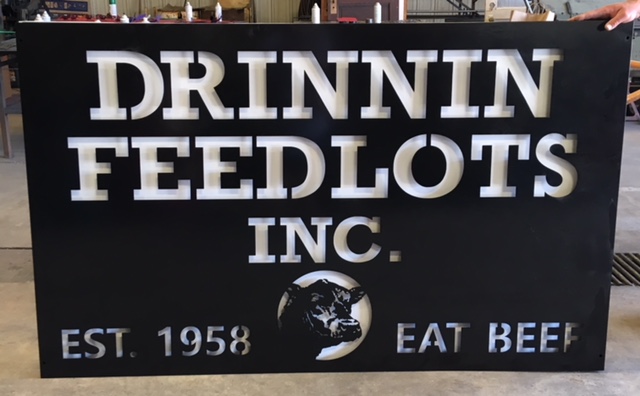 DRINNIN
FEEDLOTS
INC.
EST. 1958
EAT BEEF